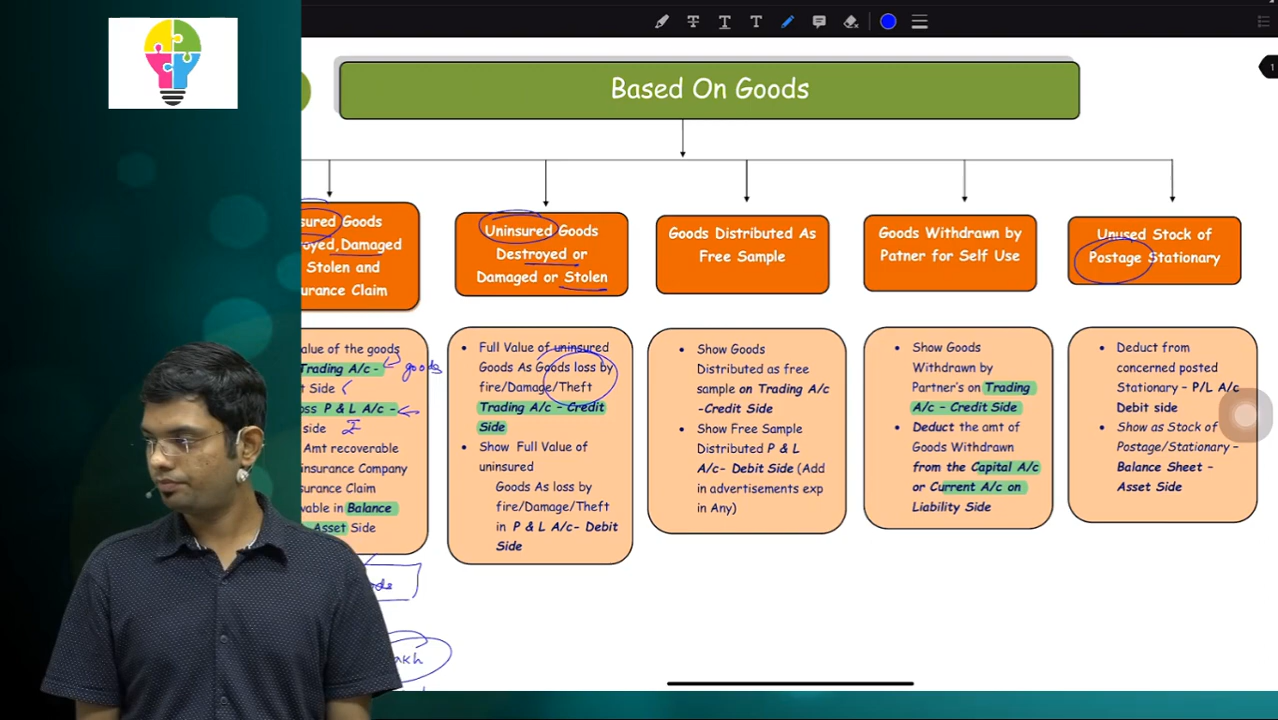 Based On Goods
sured Goods
oyed,Damaged
Stolen and
urance Claim
Uninsured Goods
Destroyed or
Damaged or Stolen
Goods Distributed As
Free Sample
Goods Withdrawn by
Patner for Self Use
Unused Stock of
Postage Stationary
alue of the goods
Trading A/c -
t Side
oss P & L A/c -
side
Amt recoverable
insurance Company
urance Claim
vable in Balance
Asset Side
goods
• Full Value of uninsured
Goods As Goods loss by
fire/Damage/Theft
Trading A/c - Credit
Side
• Show Full Value of
uninsured
Goods As loss by
fire/Damage/Thefts
in P & L A/c- Debit
Side
• Show Goods
Distributed as free
sample on Trading A/c
-Credit Side
• Show Free Sample
Distributed P & L
A/c- Debit Side (Add
in advertisements exp
in Any)
• Show Goods
Withdrawn by
Partner's on Trading
A/c - Credit Side
• Deduct the amt of
Goods Withdrawn
from the Capital A/c
or Current A/c on
Liability Side
• Deduct from
concerned posted
Stationary - P/L A/c
Debit side
• Show as Stock of
Postage/Stationary -
Balance Sheet -
Asset Side
akh
1